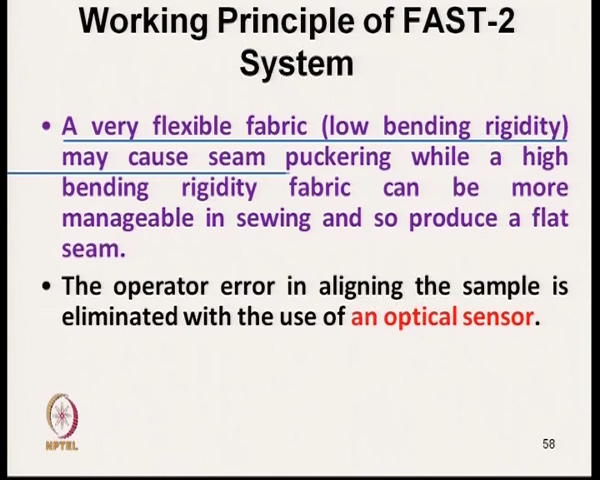 Working Principle of FAST-2
System
• A very flexible fabric (low bending rigidity)
may cause seam puckering while a high
bending rigidity fabric can be more
manageable in sewing and so produce a flat
seam.
• The operator error in aligning the sample is
eliminated with the use of an optical sensor.
NPTEL
58